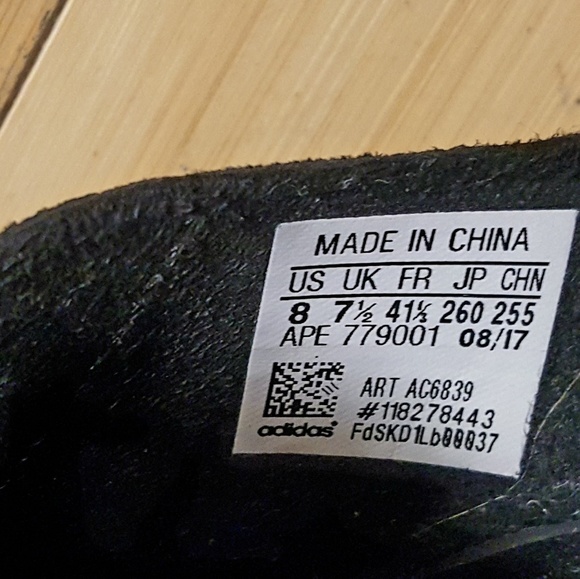 MADE IN CHINA
US UK FR JP CHN
8 7½ 41⅓ 260 255
APE 779001 08/17
ART AC6839
#118278443
adidas® FdSKD1Lb00037